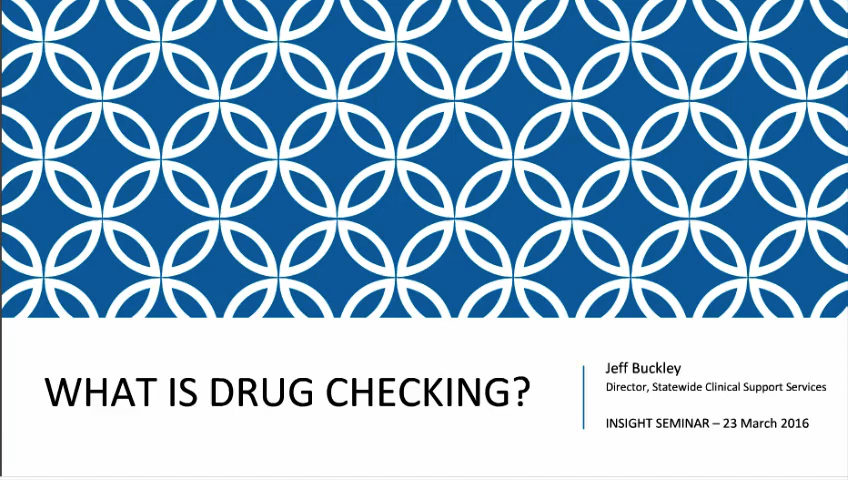 WHAT IS DRUG CHECKING?
Jeff Buckley
Director, Statewide Clinical Support Services
INSIGHT SEMINAR – 23 March 2016